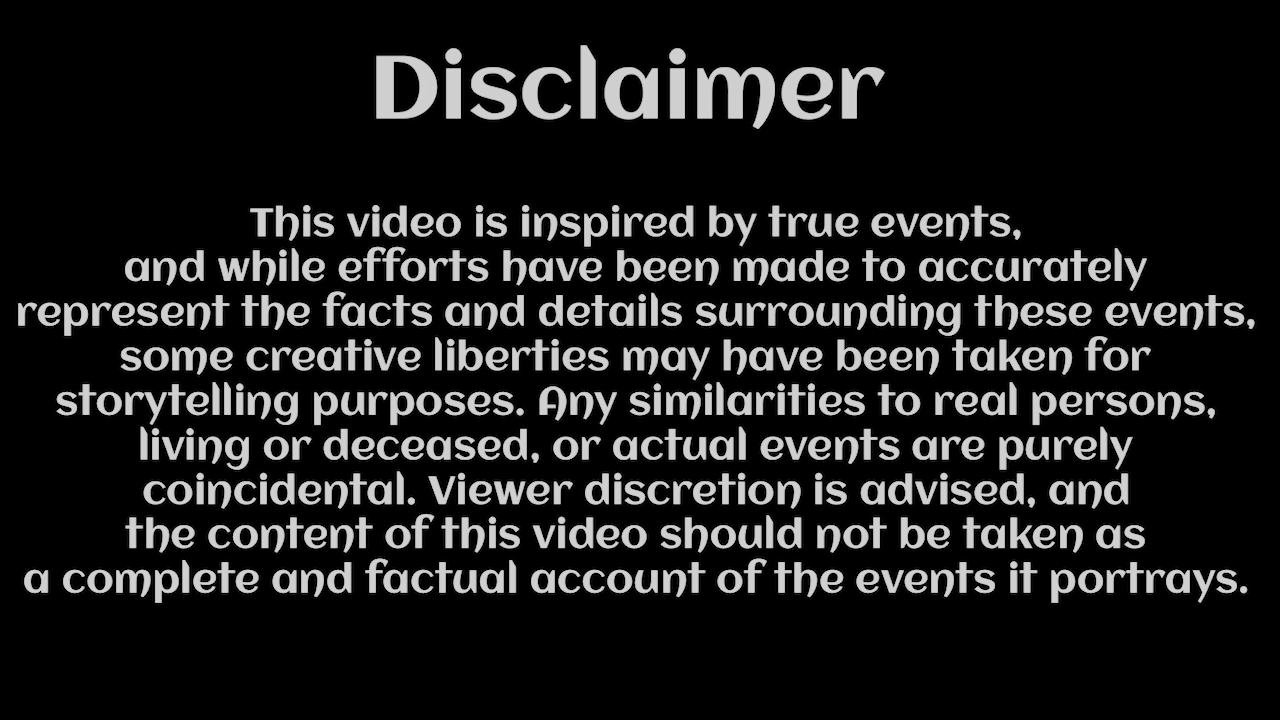 Disclaimer
This video is inspired by true events,
and while efforts have been made to accurately
represent the facts and details surrounding these events,
some creative liberties may have been taken for
storytelling purposes. Any similarities to real persons,
living or deceased, or actual events are purely
coincidental. Viewer discretion is advised, and
the content of this video should not be taken as
a complete and factual account of the events it portrays.